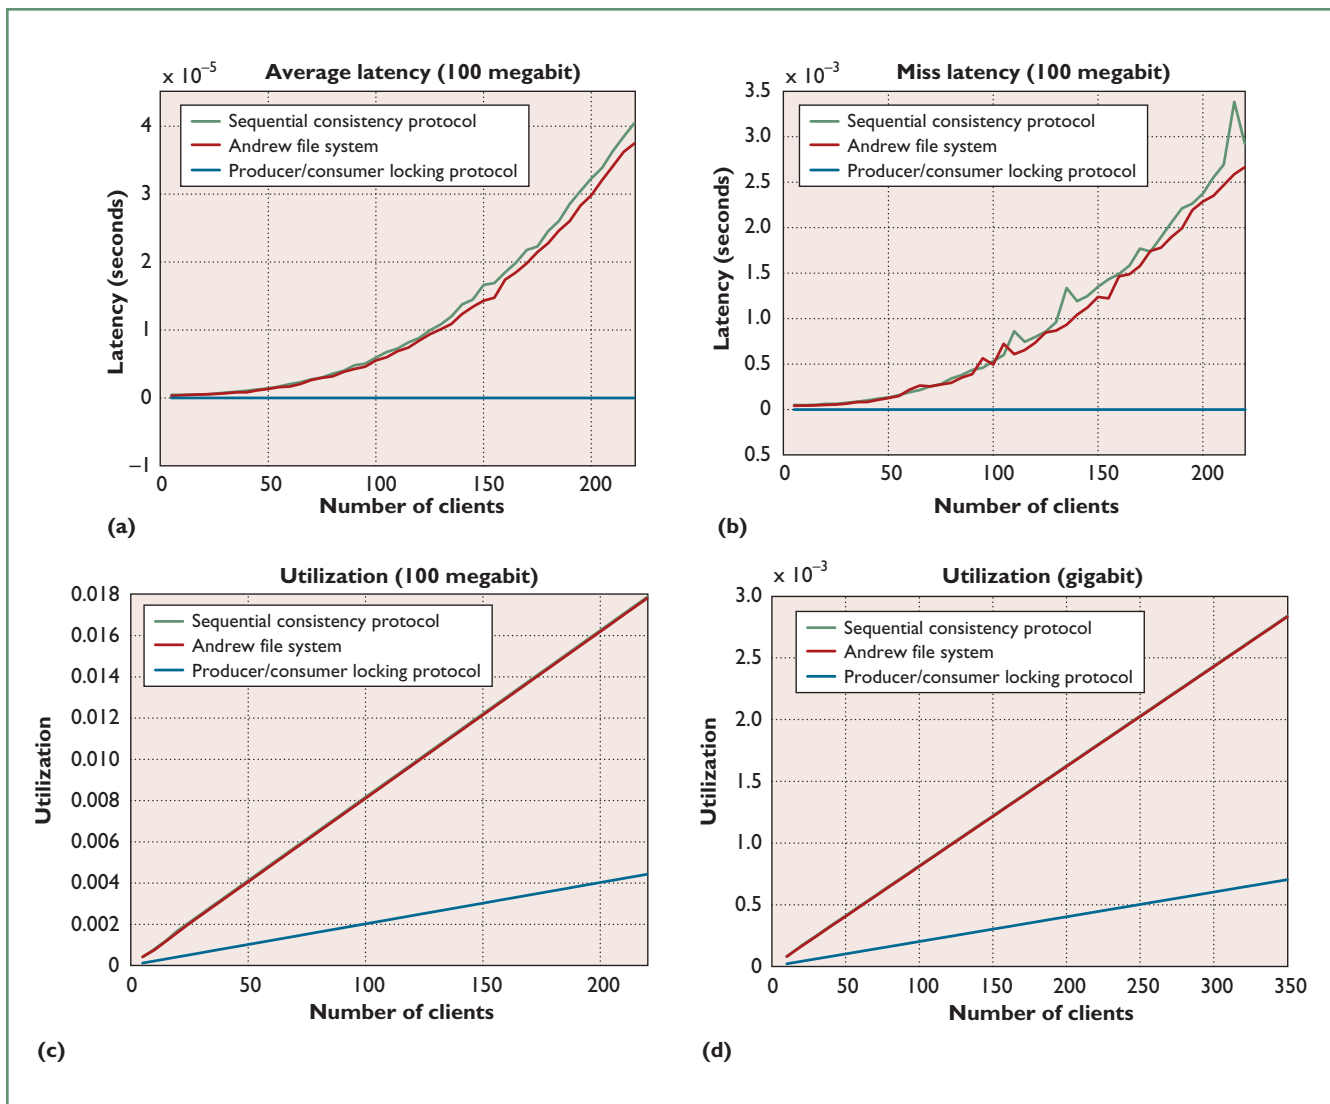 Average latency (100 megabit)
x 10–5
Sequential consistency protocol
Andrew file system
Producer/consumer locking protocol
4
3
2
1
0
–1
Latency (seconds)
0 50 100 150 200
Number of clients
(a)
Miss latency (100 megabit)
x 10–3
Sequential consistency protocol
Andrew file system
Producer/consumer locking protocol
3.5
3.0
2.5
2.0
1.5
1.0
0.5
0
0.5
Latency (seconds)
0 50 100 150 200
Number of clients
(b)
Utilization (100 megabit)
Sequential consistency protocol
Andrew file system
Producer/consumer locking protocol
0.018
0.016
0.014
0.012
0.010
0.008
0.006
0.004
0.002
0
Utilization
0 50 100 150 200
Number of clients
(c)
Utilization (gigabit)
x 10–3
Sequential consistency protocol
Andrew file system
Producer/consumer locking protocol
3.0
2.5
2.0
1.5
1.0
0.5
0
Utilization
0 50 100 150 200 250 300 350
Number of clients
(d)